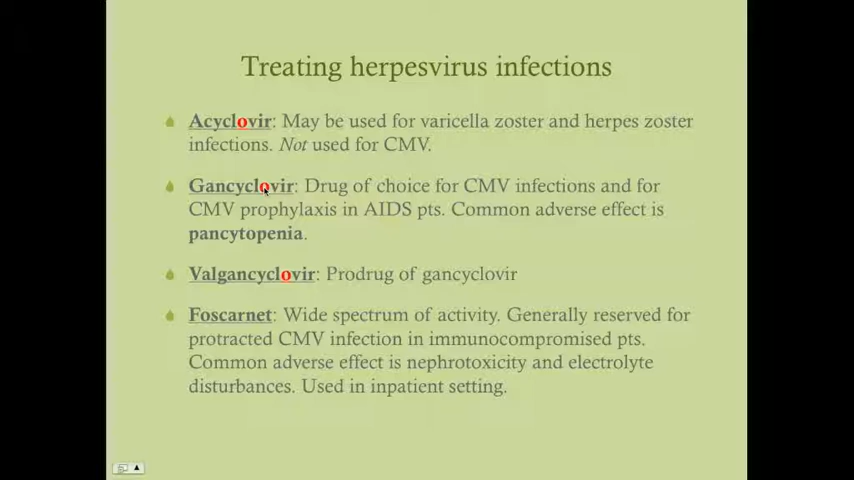 Treating herpesvirus infections
Acyclovir: May be used for varicella zoster and herpes zoster
infections. Not used for CMV.
Gancyclovir: Drug of choice for CMV infections and for
CMV prophylaxis in AIDS pts. Common adverse effect is
pancytopenia.
Valgancyclovir: Prodrug of gancyclovir
Foscarnet: Wide spectrum of activity. Generally reserved for
protracted CMV infection in immunocompromised pts.
Common adverse effect is nephrotoxicity and electrolyte
disturbances. Used in inpatient setting.